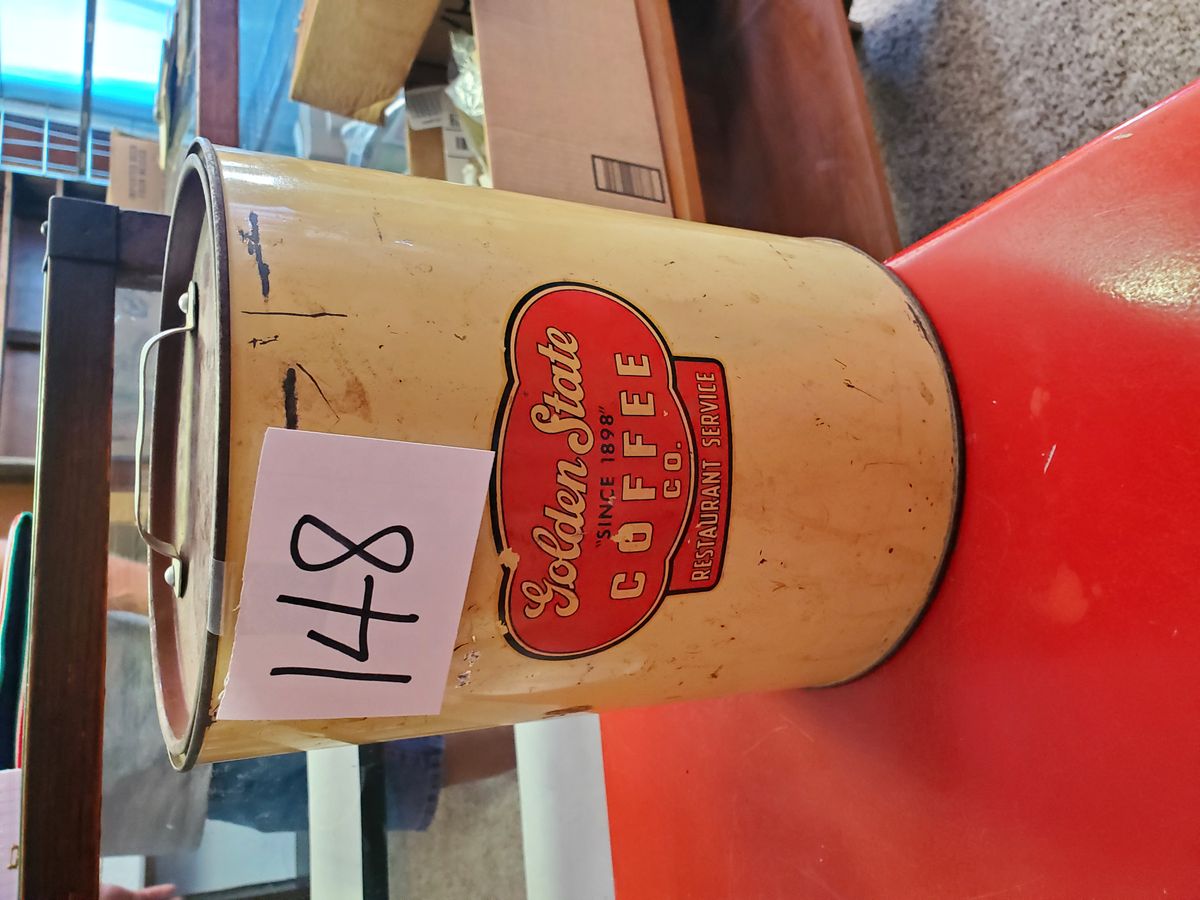 148
Golden State
"SINCE 1898"
COFFEE
CO.
RESTAURANT SERVICE